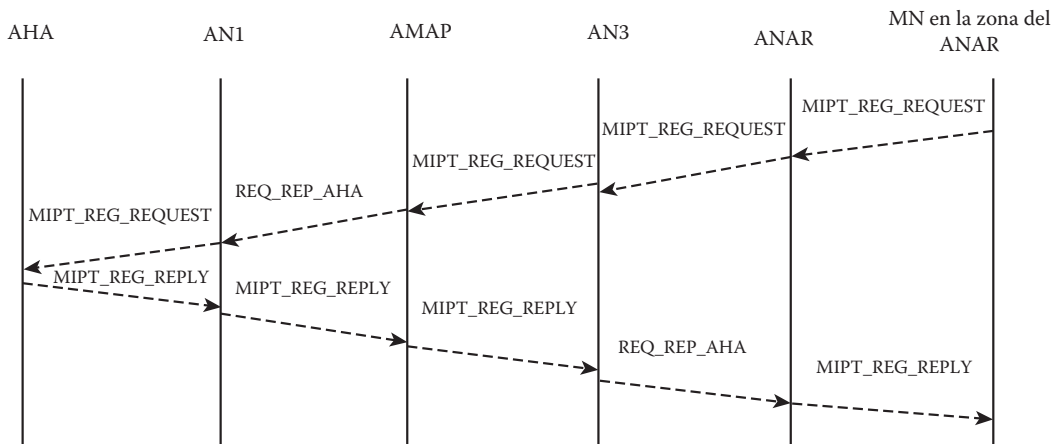 AHA
AN1
AMAP
AN3
ANAR
MN en la zona del
ANAR
MIPT_REG_REQUEST
MIPT_REG_REQUEST
MIPT_REG_REQUEST
REQ_REP_AHA
MIPT_REG_REQUEST
MIPT_REG_REPLY
MIPT_REG_REPLY
MIPT_REG_REPLY
REQ_REP_AHA
MIPT_REG_REPLY